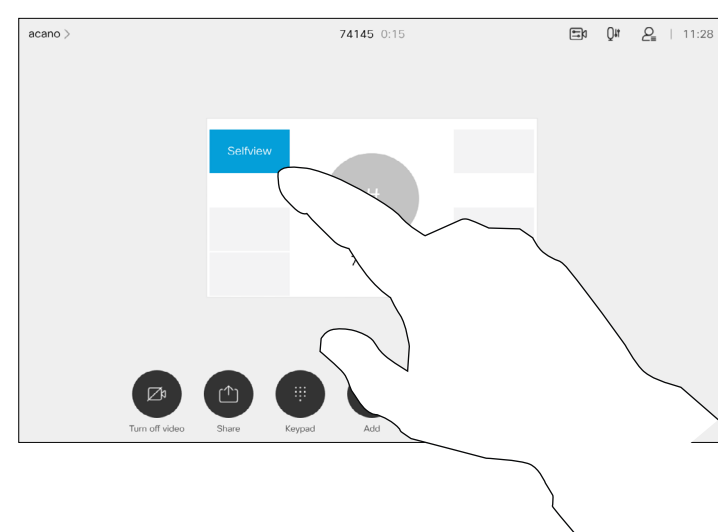 acano >
74145 0:15
11:28
Selfview
Turn off video
Share
Keypad
Add